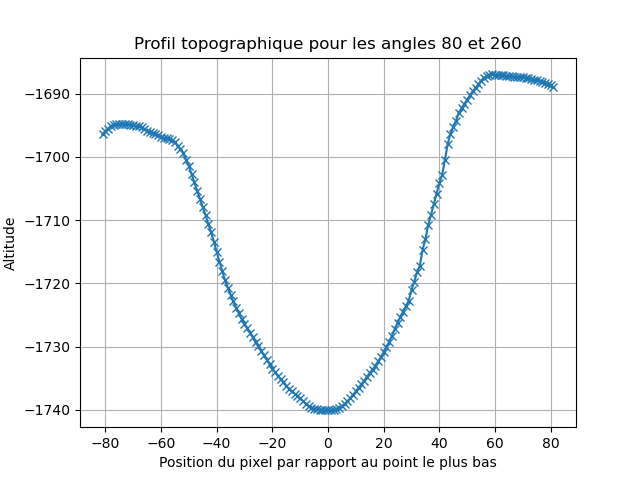 Profil topographique pour les angles 80 et 260
Altitude
−1690
−1700
−1710
−1720
−1730
−1740
−80 −60 −40 −20 0 20 40 60 80
Position du pixel par rapport au point le plus bas